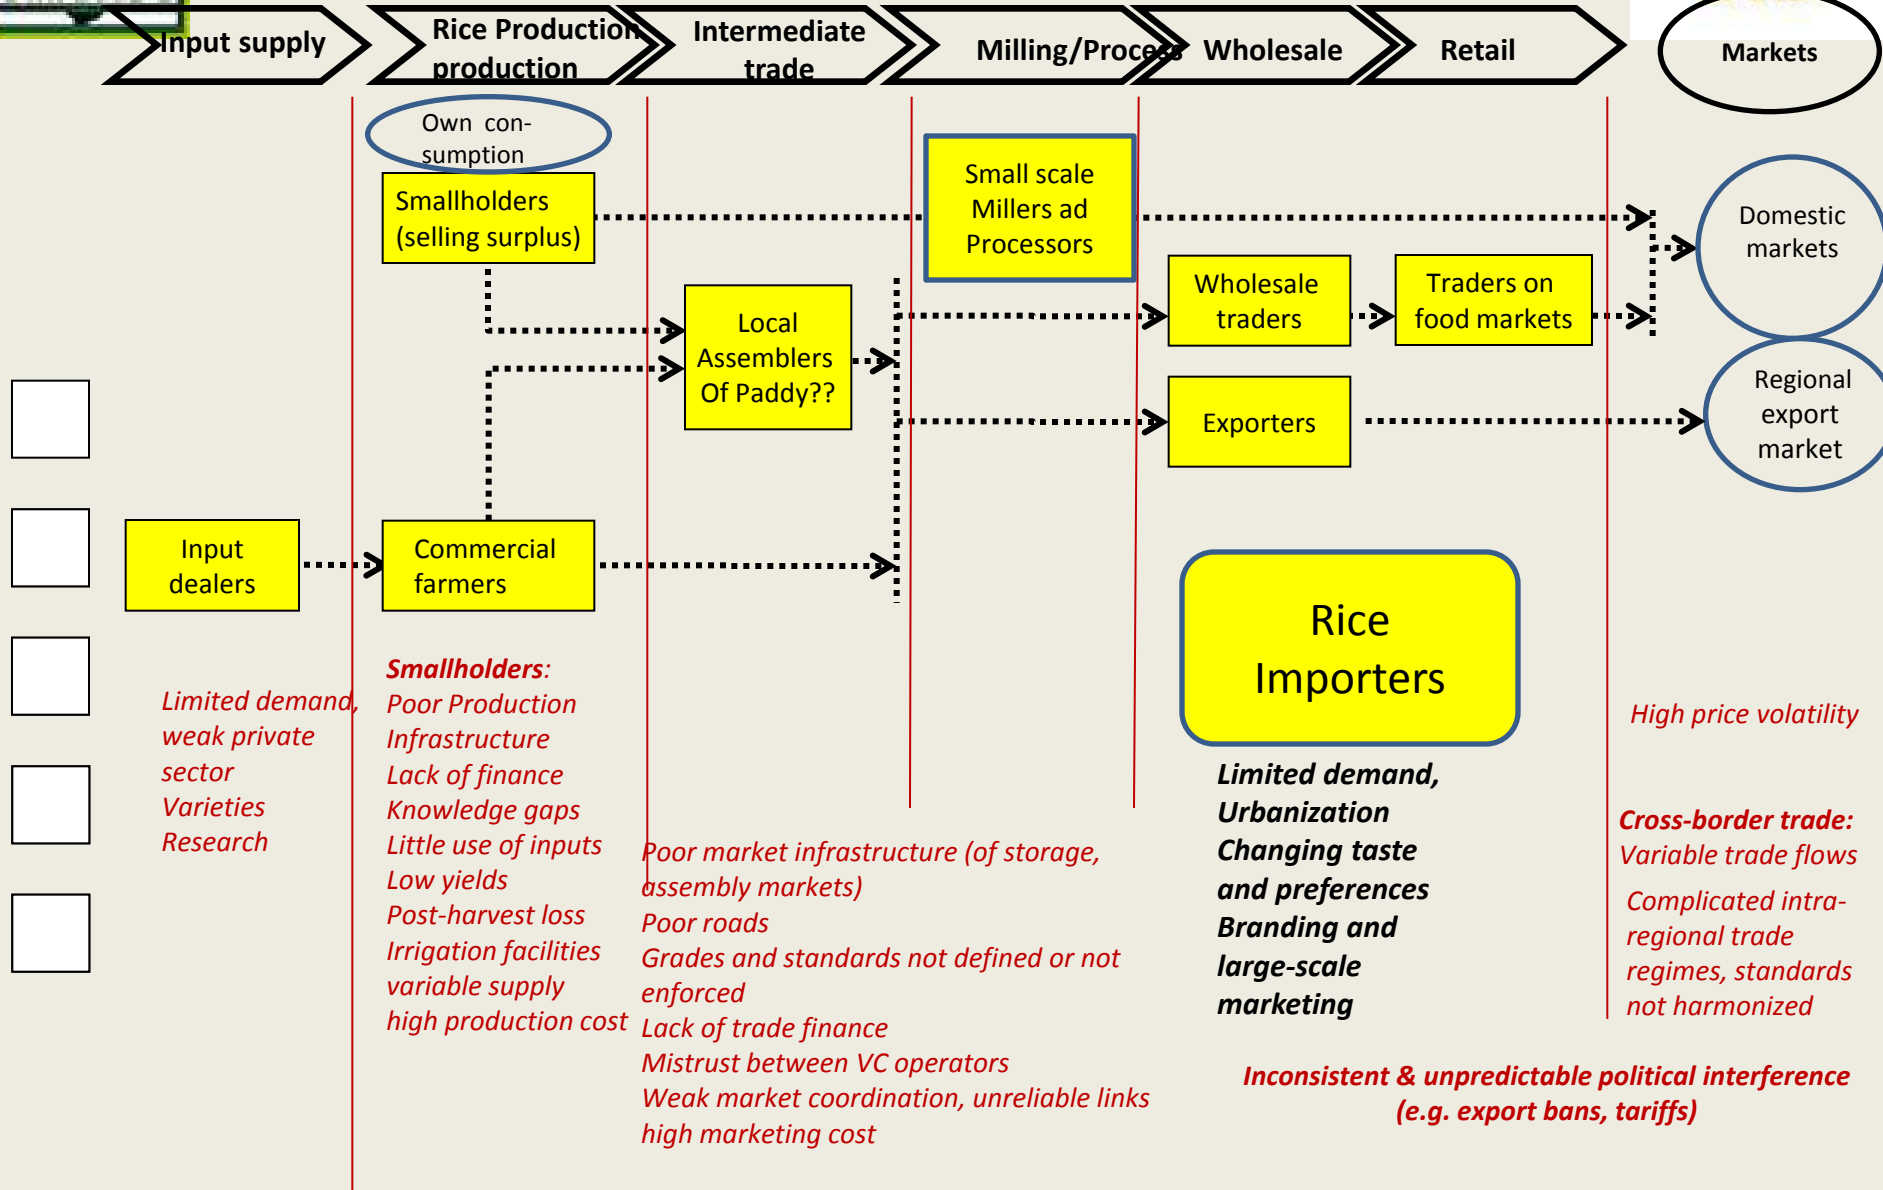 Input supply
Rice Production
production
Intermediate
trade
Milling/Process
Wholesale
Retail
Markets
Own con-
sumption
Smallholders
(selling surplus)
Small scale
Millers ad
Processors
Domestic
markets
Wholesale
traders
Traders on
food markets
Local
Assemblers
Of Paddy??
Regional
export
market
Exporters
Input
dealers
Commercial
farmers
Rice
Importers
Limited demand,
weak private
sector
Varieties
Research
Smallholders:
Poor Production
Infrastructure
Lack of finance
Knowledge gaps
Little use of inputs
Low yields
Post-harvest loss
Irrigation facilities
variable supply
high production cost
Poor market infrastructure (of storage,
assembly markets)
Poor roads
Grades and standards not defined or not
enforced
Lack of trade finance
Mistrust between VC operators
Weak market coordination, unreliable links
high marketing cost
Limited demand,
Urbanization
Changing taste
and preferences
Branding and
large-scale
marketing
High price volatility
Cross-border trade:
Variable trade flows
Complicated intra-
regional trade
regimes, standards
not harmonized
Inconsistent & unpredictable political interference
(e.g. export bans, tariffs)